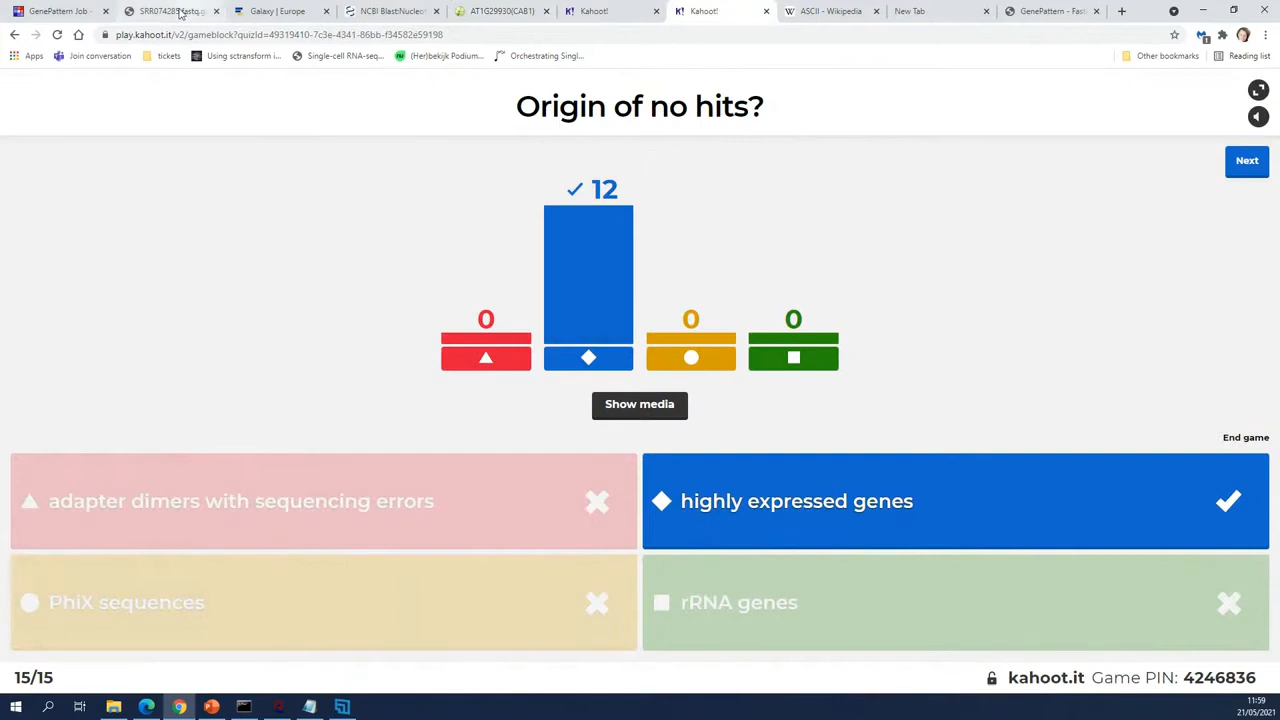 GenePattern Job -
SRR074285.fastq.g
Galaxy | Europe
NCBI Blast:Nucleot
AT1G29930(CAB1)
Kahoot!
Kahoot!
ASCII - Wikipedia
New Tab
GenePattern - Fast
play.kahoot.it/v2/gameblock?quizId=49319410-7c3e-4341-86bb-f34582e59198
Apps
Join conversation
tickets
Using sctransform i...
Single-cell RNA-seq...
(Her)bekijk Podium...
Orchestrating Singl...
Other bookmarks
Reading list
Origin of no hits?
Next
12
0
0
0
Show media
End game
adapter dimers with sequencing errors
highly expressed genes
PhiX sequences
rRNA genes
15/15
kahoot.it Game PIN: 4246836
11:59
21/05/2021